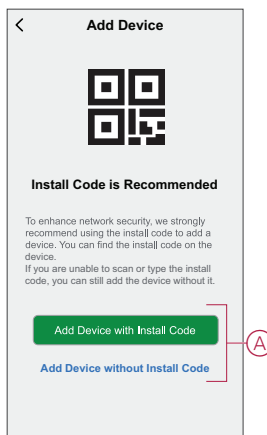 Add Device
Install Code is Recommended
To enhance network security, we strongly
recommend using the install code to add a
device. You can find the install code on the
device.
If you are unable to scan or type the install
code, you can still add the device without it.
Add Device with Install Code
A
Add Device without Install Code